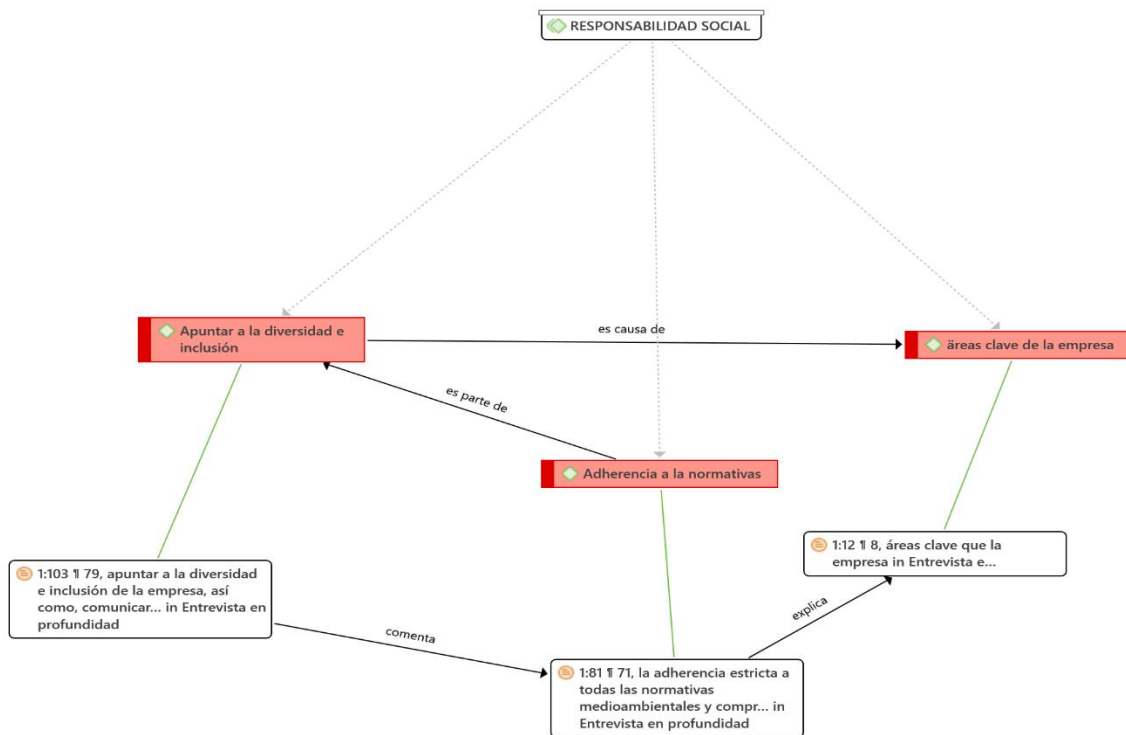 RESPONSABILIDAD SOCIAL
Apuntar a la diversidad e
inclusión
es causa de
äreas clave de la empresa
es parte de
Adherencia a la normativas
1:12 ¶ 8, áreas clave que la
empresa in Entrevista e...
1:103 ¶ 79, apuntar a la diversidad
e inclusión de la empresa, así
como, comunicar... in Entrevista en
profundidad
comenta
explica
1:81 ¶ 71, la adherencia estricta a
todas las normativas
medioambientales y compr... in
Entrevista en profundidad